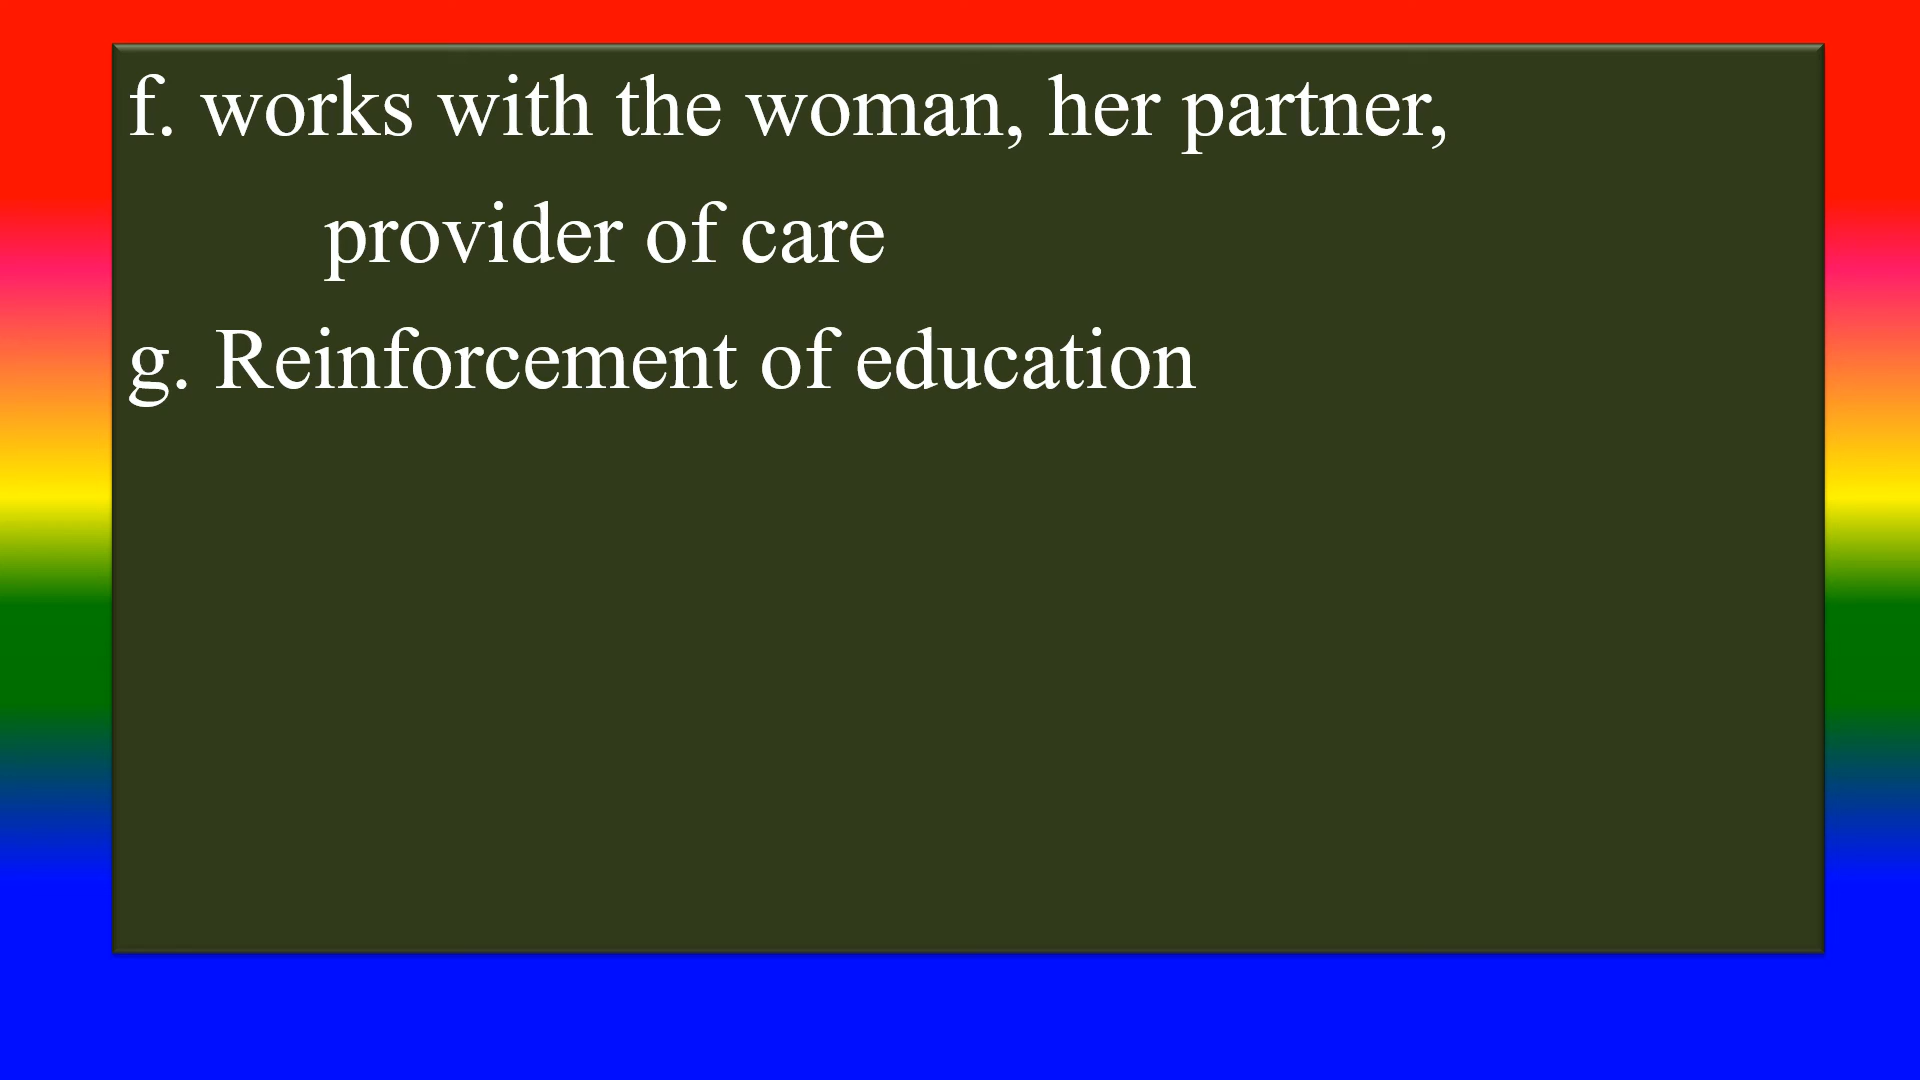 f. works with the woman, her partner,
provider of care
g. Reinforcement of education